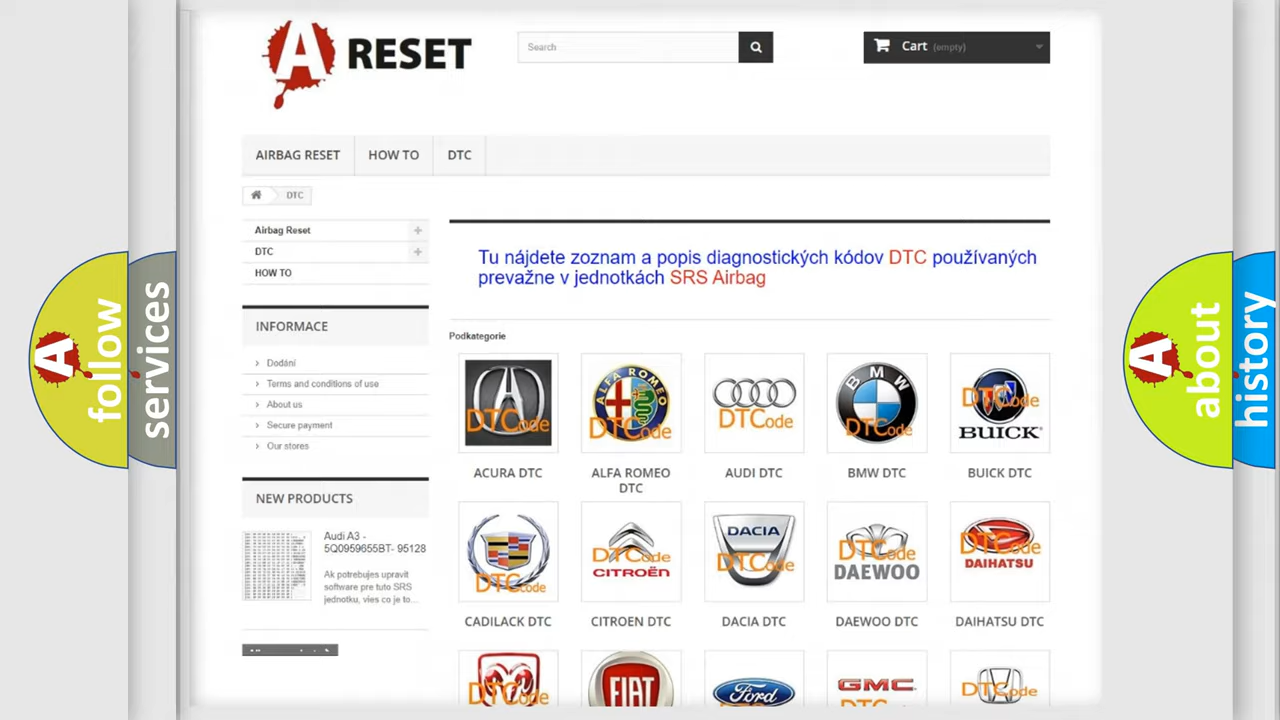 A RESET
Search
Cart (empty)
AIRBAG RESET
HOW TO
DTC
DTC
Airbag Reset
DTC
HOW TO
INFORMACE
Dodání
Terms and conditions of use
About us
Secure payment
Our stores
NEW PRODUCTS
Audi A3 -
5Q0959655BT- 95128
Ak potrebujes upravit
software pre tuto SRS
jednotku, vies co je to...
Tu nájdete zoznam a popis diagnostických kódov DTC používaných
prevažne v jednotkách SRS Airbag
Podkategorie
DTCode
ALFA ROMEO
DTCode
DTCode
BMW
DTCode
DTCode
BUICK
ACURA DTC
ALFA ROMEO
DTC
AUDI DTC
BMW DTC
BUICK DTC
DTCode
DTCode
CITROËN
DACIA
DTCode
DTCode
DAEWOO
DTCode
DAIHATSU
CADILACK DTC
CITROEN DTC
DACIA DTC
DAEWOO DTC
DAIHATSU DTC
DTCode
FIAT
Ford
GMC
DTCode
A follow
services
A about
history